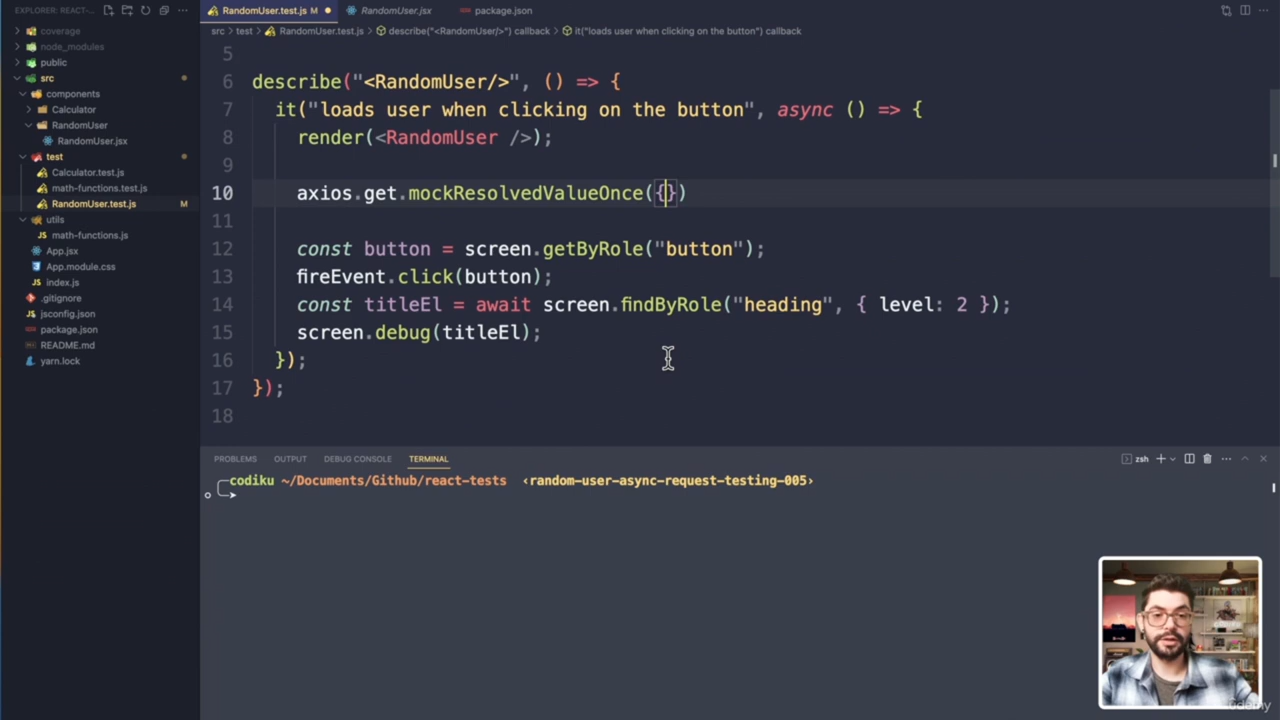 EXPLORER: REACT-...
RandomUser.test.js M
RandomUser.jsx
package.json
src > test > RandomUser.test.js > describe("<RandomUser/>") callback > it("loads user when clicking on the button") callback
coverage
node_modules
public
src
components
Calculator
RandomUser
RandomUser.jsx
test
Calculator.test.js
math-functions.test.js
RandomUser.test.js M
utils
math-functions.js
App.jsx
App.module.css
index.js
.gitignore
jsconfig.json
package.json
README.md
yarn.lock
5
6 describe("<RandomUser/>", () => {
7 it("loads user when clicking on the button", async () => {
8 render(<RandomUser />);
9
10 axios.get.mockResolvedValueOnce({})
11
12 const button = screen.getByRole("button");
13 fireEvent.click(button);
14 const titleEl = await screen.findByRole("heading", { level: 2 });
15 screen.debug(titleEl);
16 });
17 });
18
PROBLEMS OUTPUT DEBUG CONSOLE TERMINAL
zsh
codiku ~/Documents/Github/react-tests ‹random-user-async-request-testing-005›
udemy